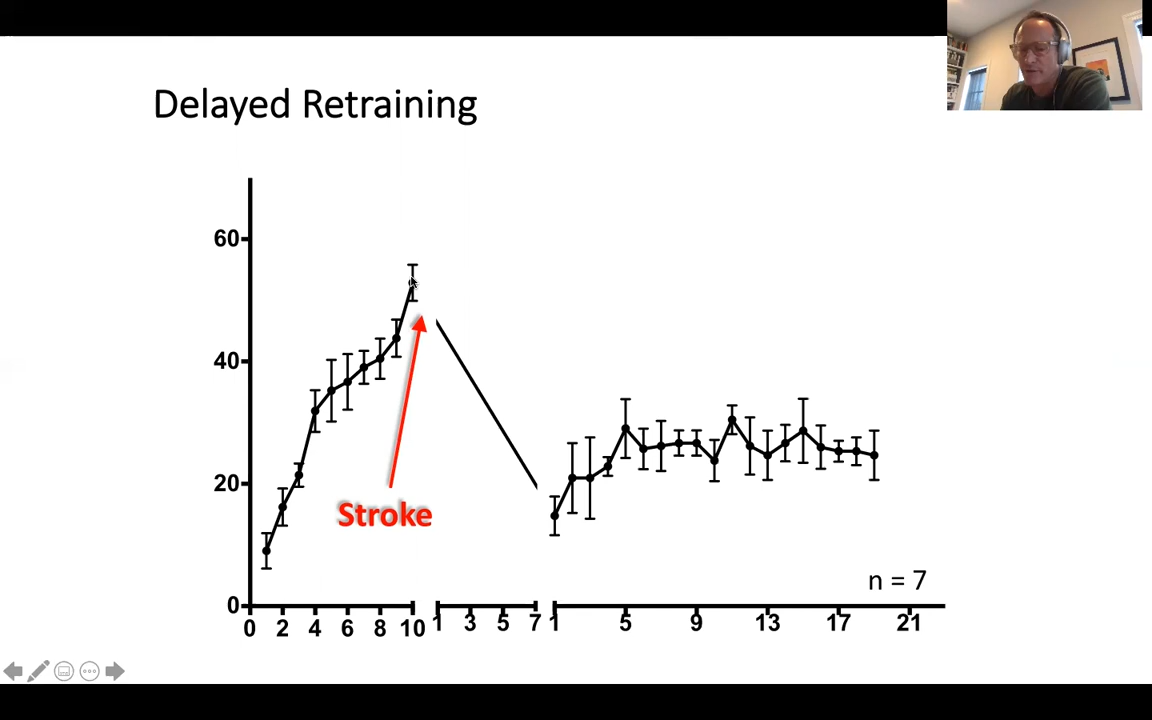 Delayed Retraining
60
40
20
0
Stroke
n = 7
0 2 4 6 8 10 1 3 5 7 1 5 9 13 17 21